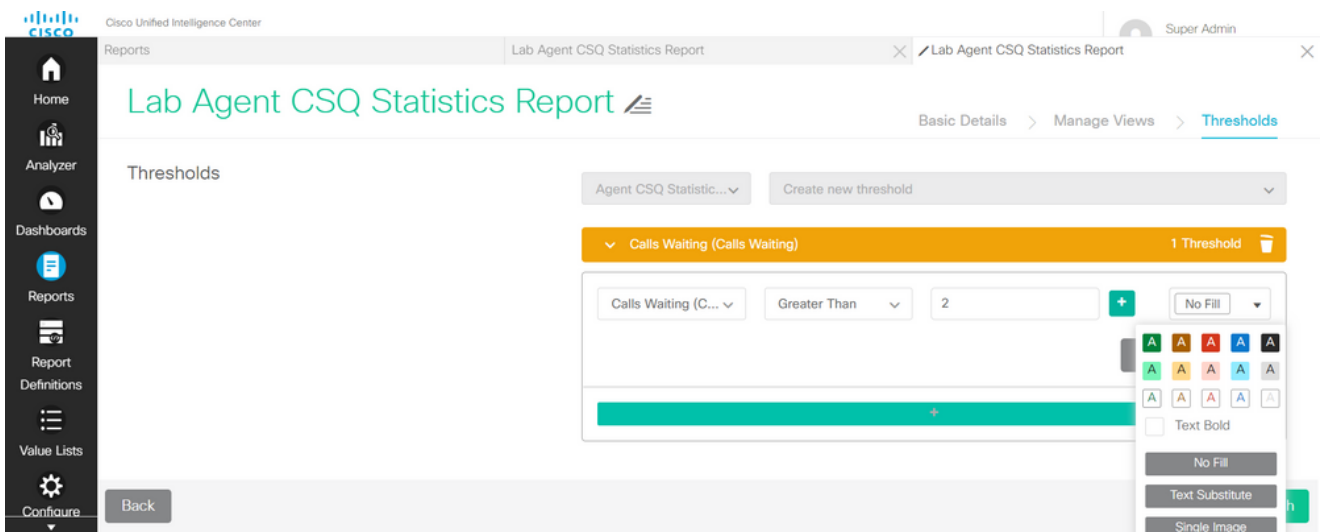 CISCO
Cisco Unified Intelligence Center
Super Admin
Reports
Lab Agent CSQ Statistics Report
Lab Agent CSQ Statistics Report
Home
Lab Agent CSQ Statistics Report
Basic Details > Manage Views > Thresholds
Analyzer
Thresholds
Agent CSQ Statistic...
Create new threshold
Dashboards
Calls Waiting (Calls Waiting)
1 Threshold
Reports
Calls Waiting (C...
Greater Than
2
+
No Fill
A A A A A
Report
Definitions
A A A A A
A A A A A
+
Text Bold
Value Lists
No Fill
Configure
Back
Text Substitute
h
Single Image